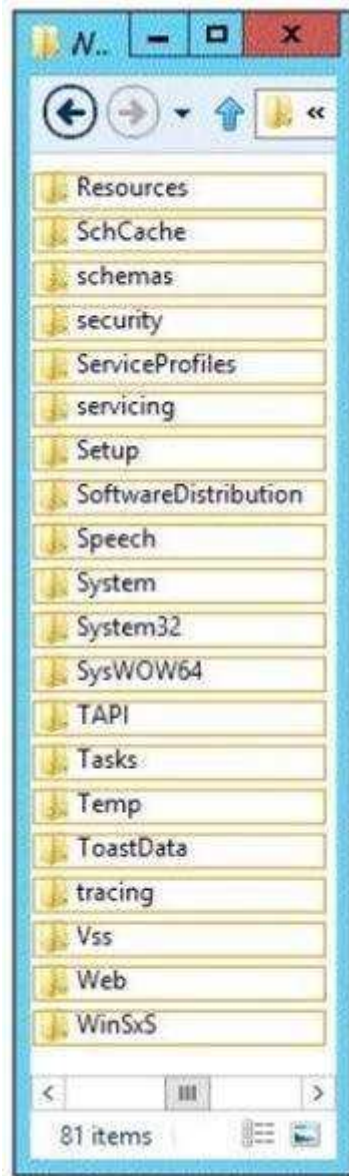 N..
«
Resources
SchCache
schemas
security
ServiceProfiles
servicing
Setup
SoftwareDistribution
Speech
System
System32
SysWOW64
TAPI
Tasks
Temp
ToastData
tracing
Vss
Web
WinSxS
81 items